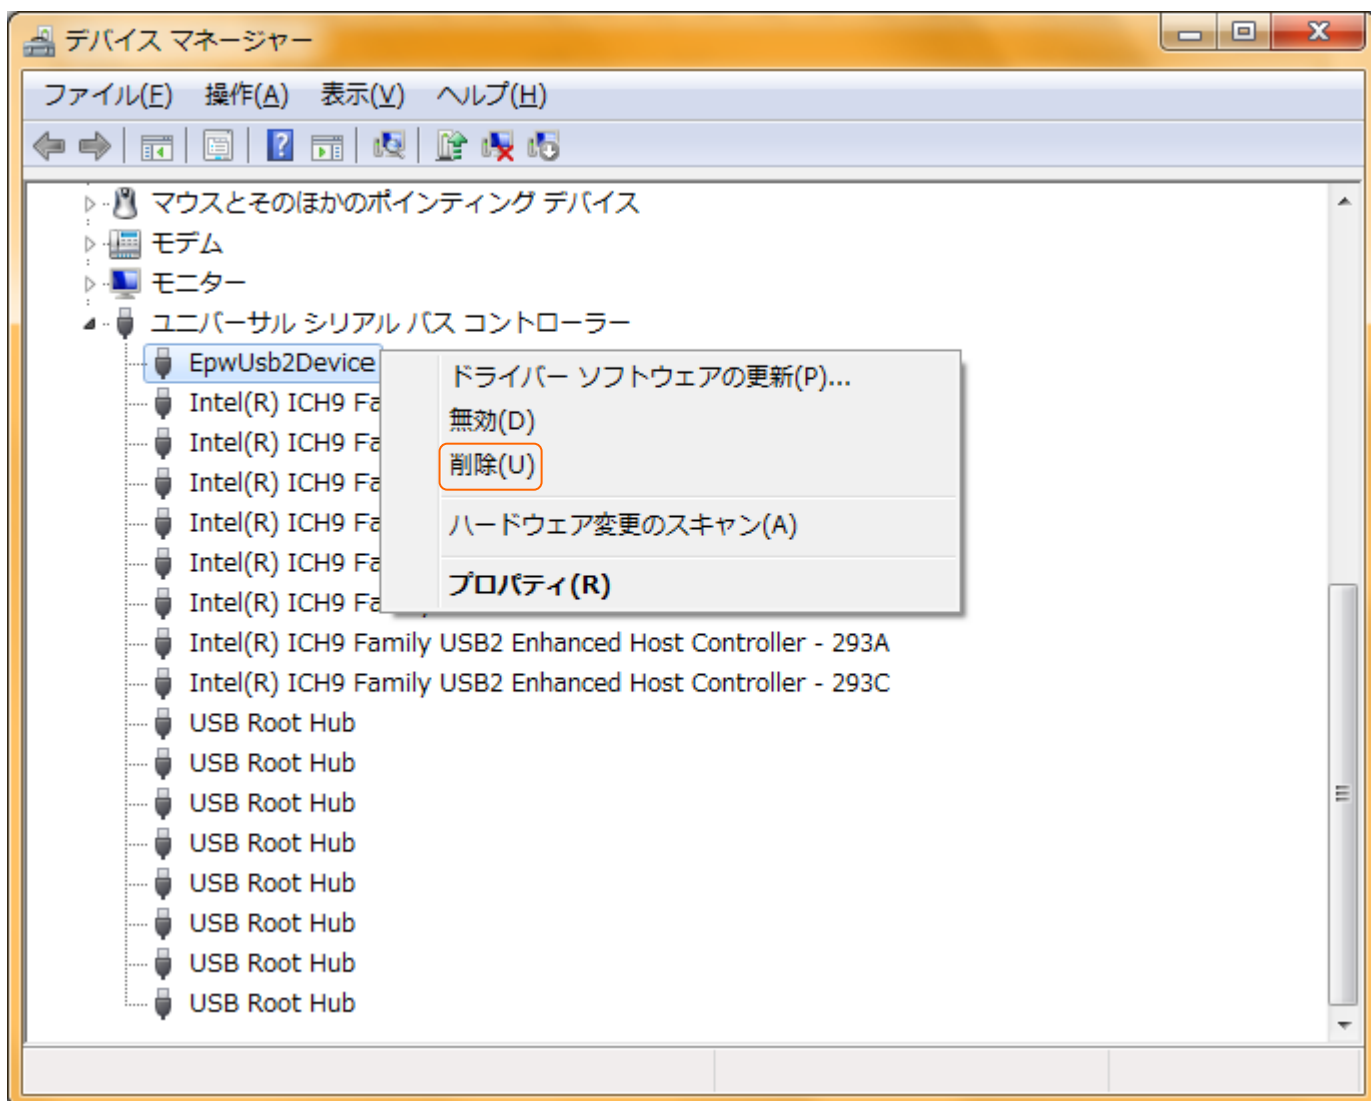 デバイス マネージャー
ファイル(F) 操作(A) 表示(V) ヘルプ(H)
マウスとそのほかのポインティング デバイス
モデム
モニター
ユニバーサル シリアル バス コントローラー
EpwUsb2Device
ドライバー ソフトウェアの更新(P)...
Intel(R) ICH9
無効(D)
Intel(R) ICH9
削除(U)
Intel(R) ICH9
Intel(R) ICH9
ハードウェア変更のスキャン(A)
Intel(R) ICH9
プロパティ(R)
Intel(R) ICH9
Intel(R) ICH9 Family USB2 Enhanced Host Controller - 293A
Intel(R) ICH9 Family USB2 Enhanced Host Controller - 293C
USB Root Hub
USB Root Hub
USB Root Hub
USB Root Hub
USB Root Hub
USB Root Hub
USB Root Hub
USB Root Hub